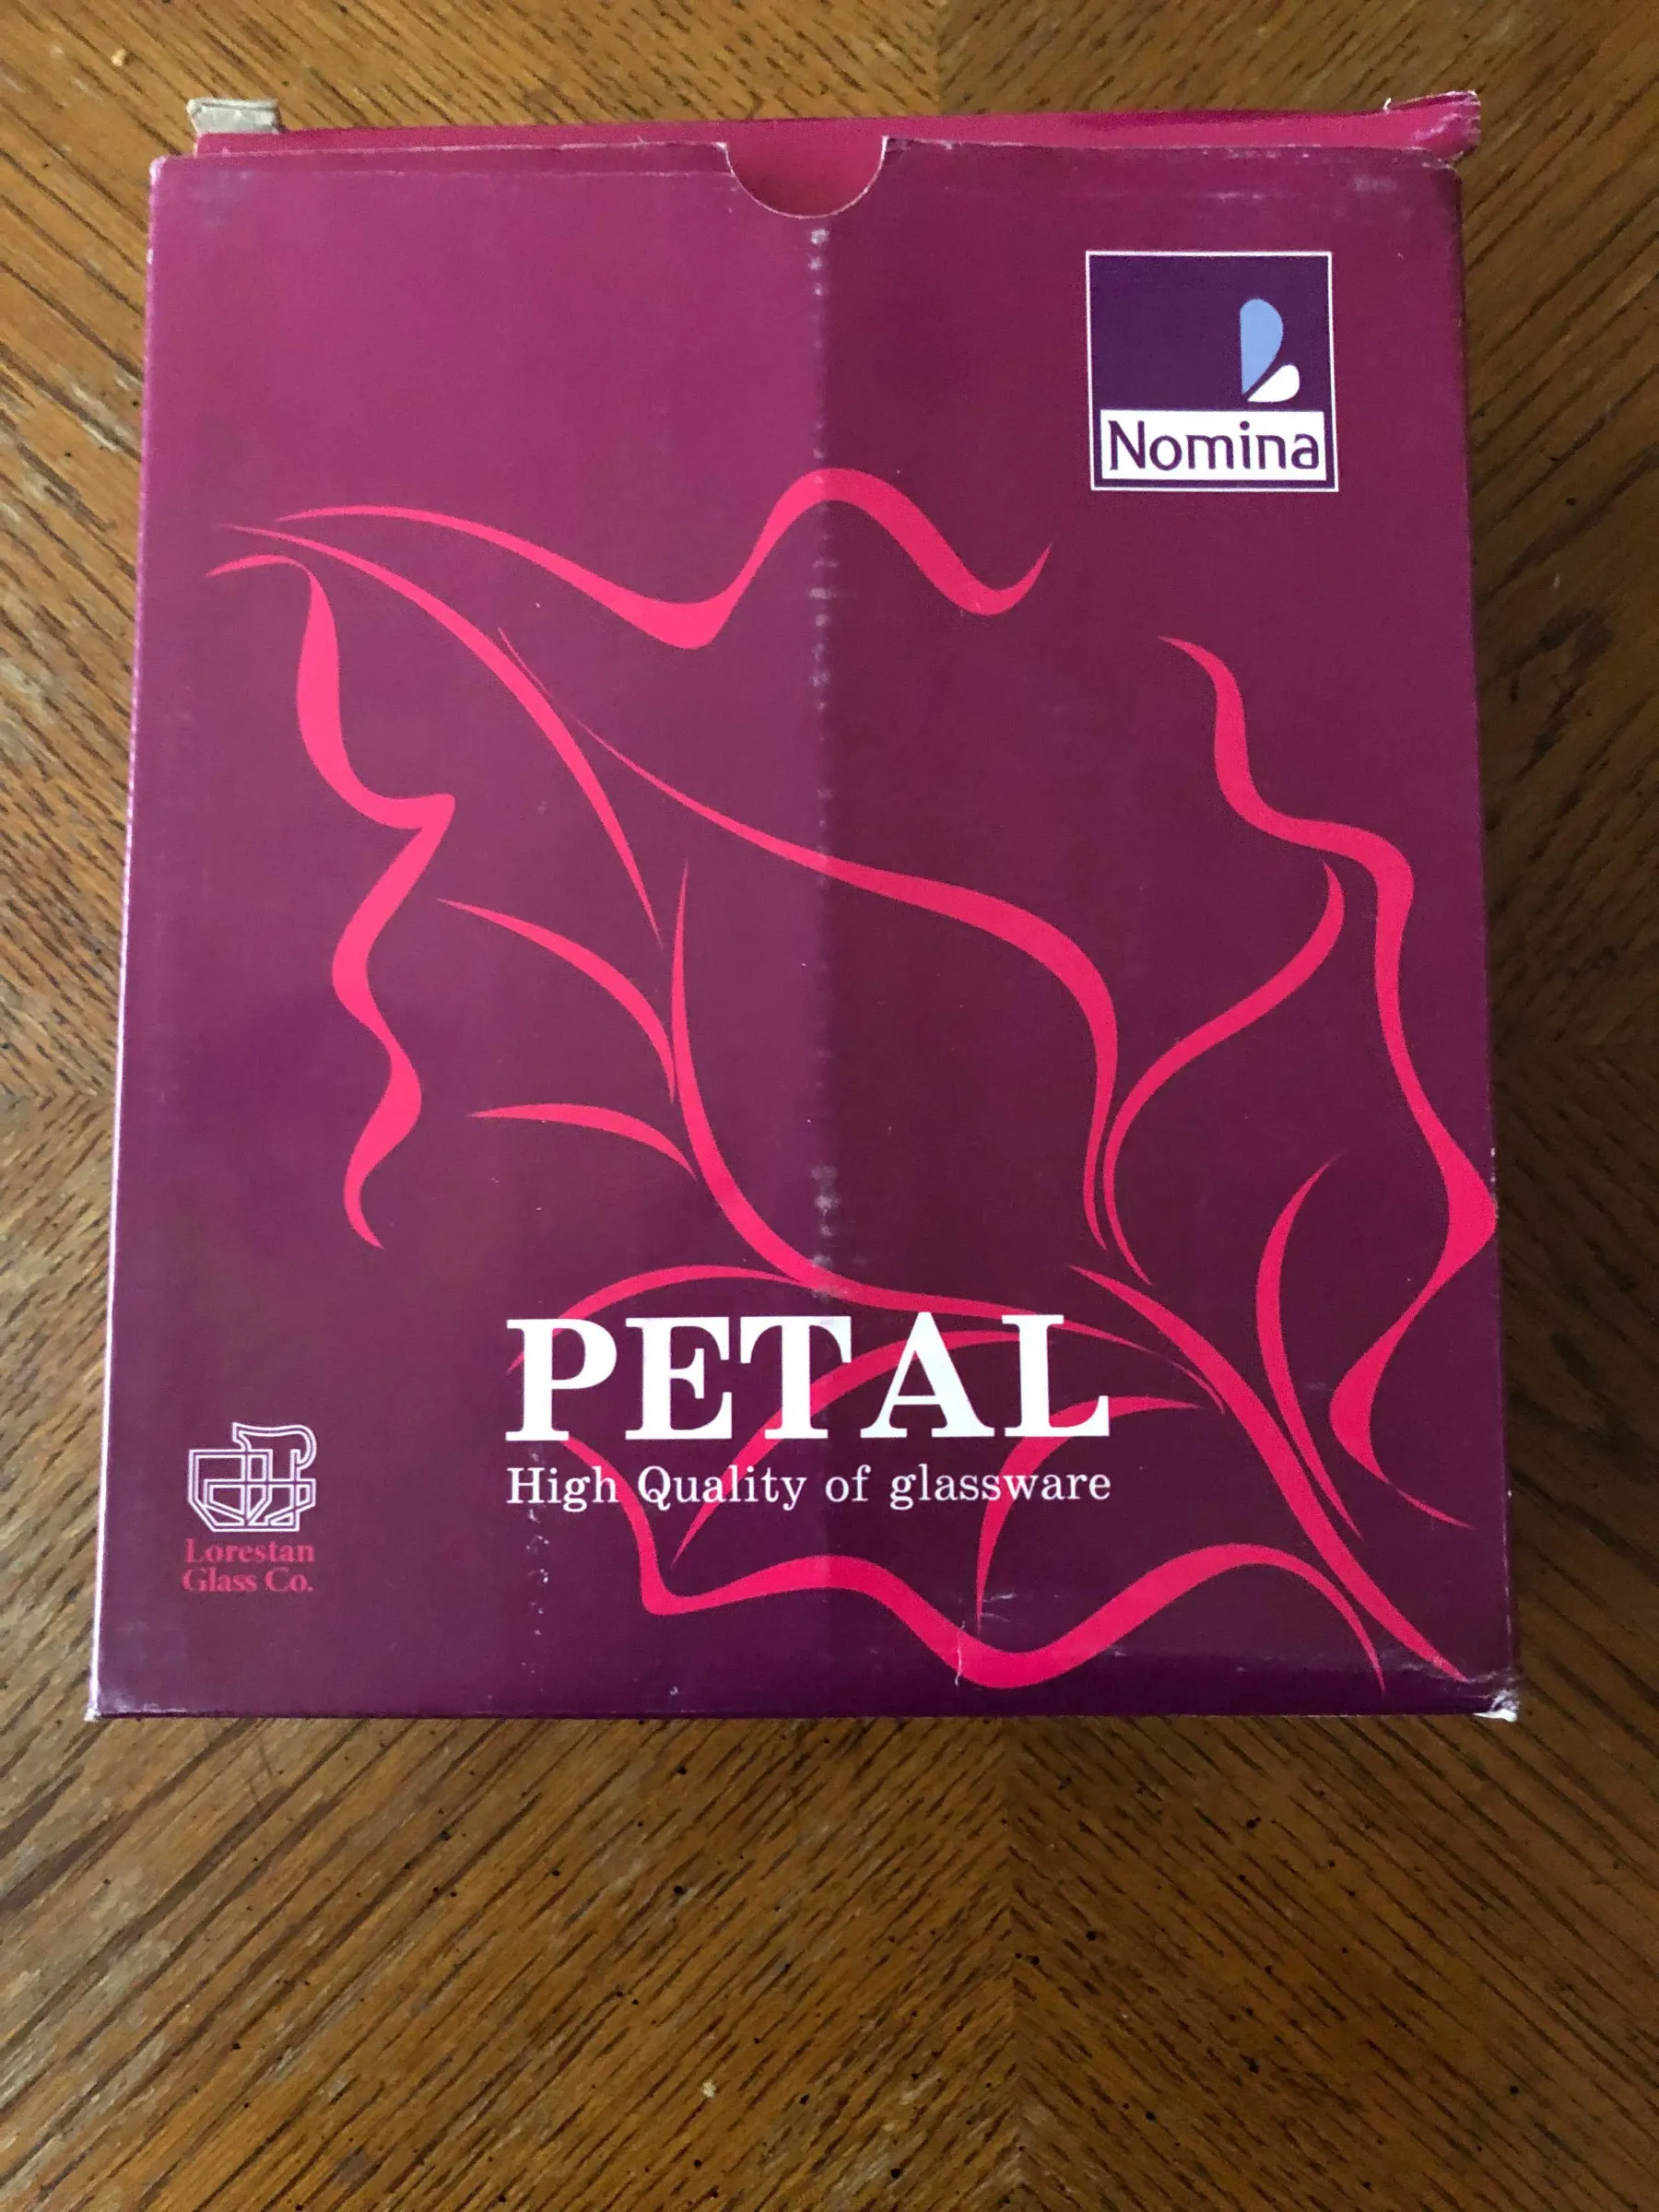 Nomina
PETAL
High Quality of glassware
Lorestan
Glass Co.